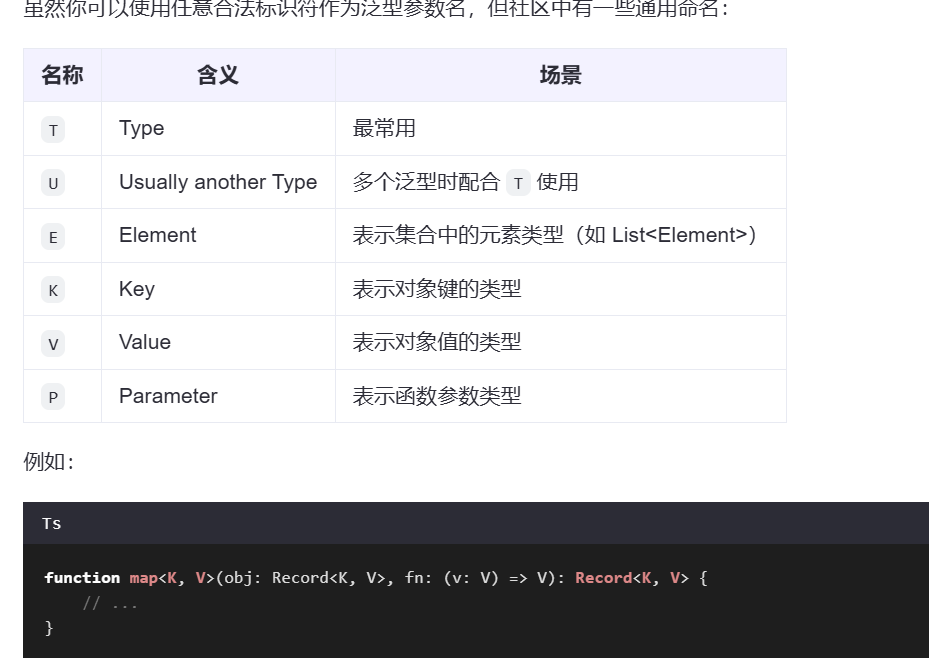 虽然你可以使用任意合法标识符作为泛型参数名，但社区中有一些通用命名：
名称 含义 场景
T Type 最常用
U Usually another Type 多个泛型时配合 T 使用
E Element 表示集合中的元素类型（如 List<Element>）
K Key 表示对象键的类型
V Value 表示对象值的类型
P Parameter 表示函数参数类型
例如：
Ts
function map<K, V>(obj: Record<K, V>, fn: (v: V) => V): Record<K, V> {
// ...
}